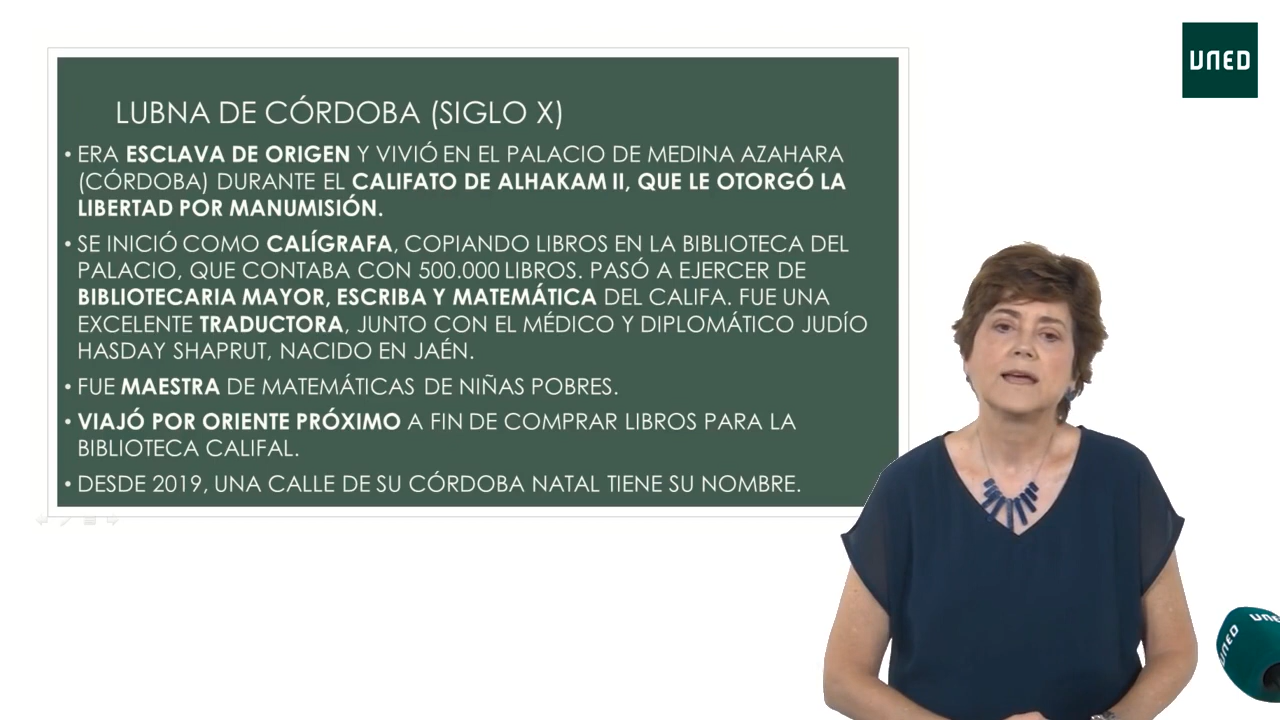 UNED
LUBNA DE CÓRDOBA (SIGLO X)
• ERA ESCLAVA DE ORIGEN Y VIVIÓ EN EL PALACIO DE MEDINA AZAHARA
(CÓRDOBA) DURANTE EL CALIFATO DE ALHAKAM II, QUE LE OTORGÓ LA
LIBERTAD POR MANUMISIÓN.
• SE INICIÓ COMO CALÍGRAFA, COPIANDO LIBROS EN LA BIBLIOTECA DEL
PALACIO, QUE CONTABA CON 500.000 LIBROS. PASÓ A EJERCER DE
BIBLIOTECARIA MAYOR, ESCRIBA Y MATEMÁTICA DEL CALIFA. FUE UNA
EXCELENTE TRADUCTORA, JUNTO CON EL MÉDICO Y DIPLOMÁTICO JUDÍO
HASDAY SHAPRUT, NACIDO EN JAÉN.
• FUE MAESTRA DE MATEMÁTICAS DE NIÑAS POBRES.
• VIAJÓ POR ORIENTE PRÓXIMO A FIN DE COMPRAR LIBROS PARA LA
BIBLIOTECA CALIFAL.
• DESDE 2019, UNA CALLE DE SU CÓRDOBA NATAL TIENE SU NOMBRE.
UNED